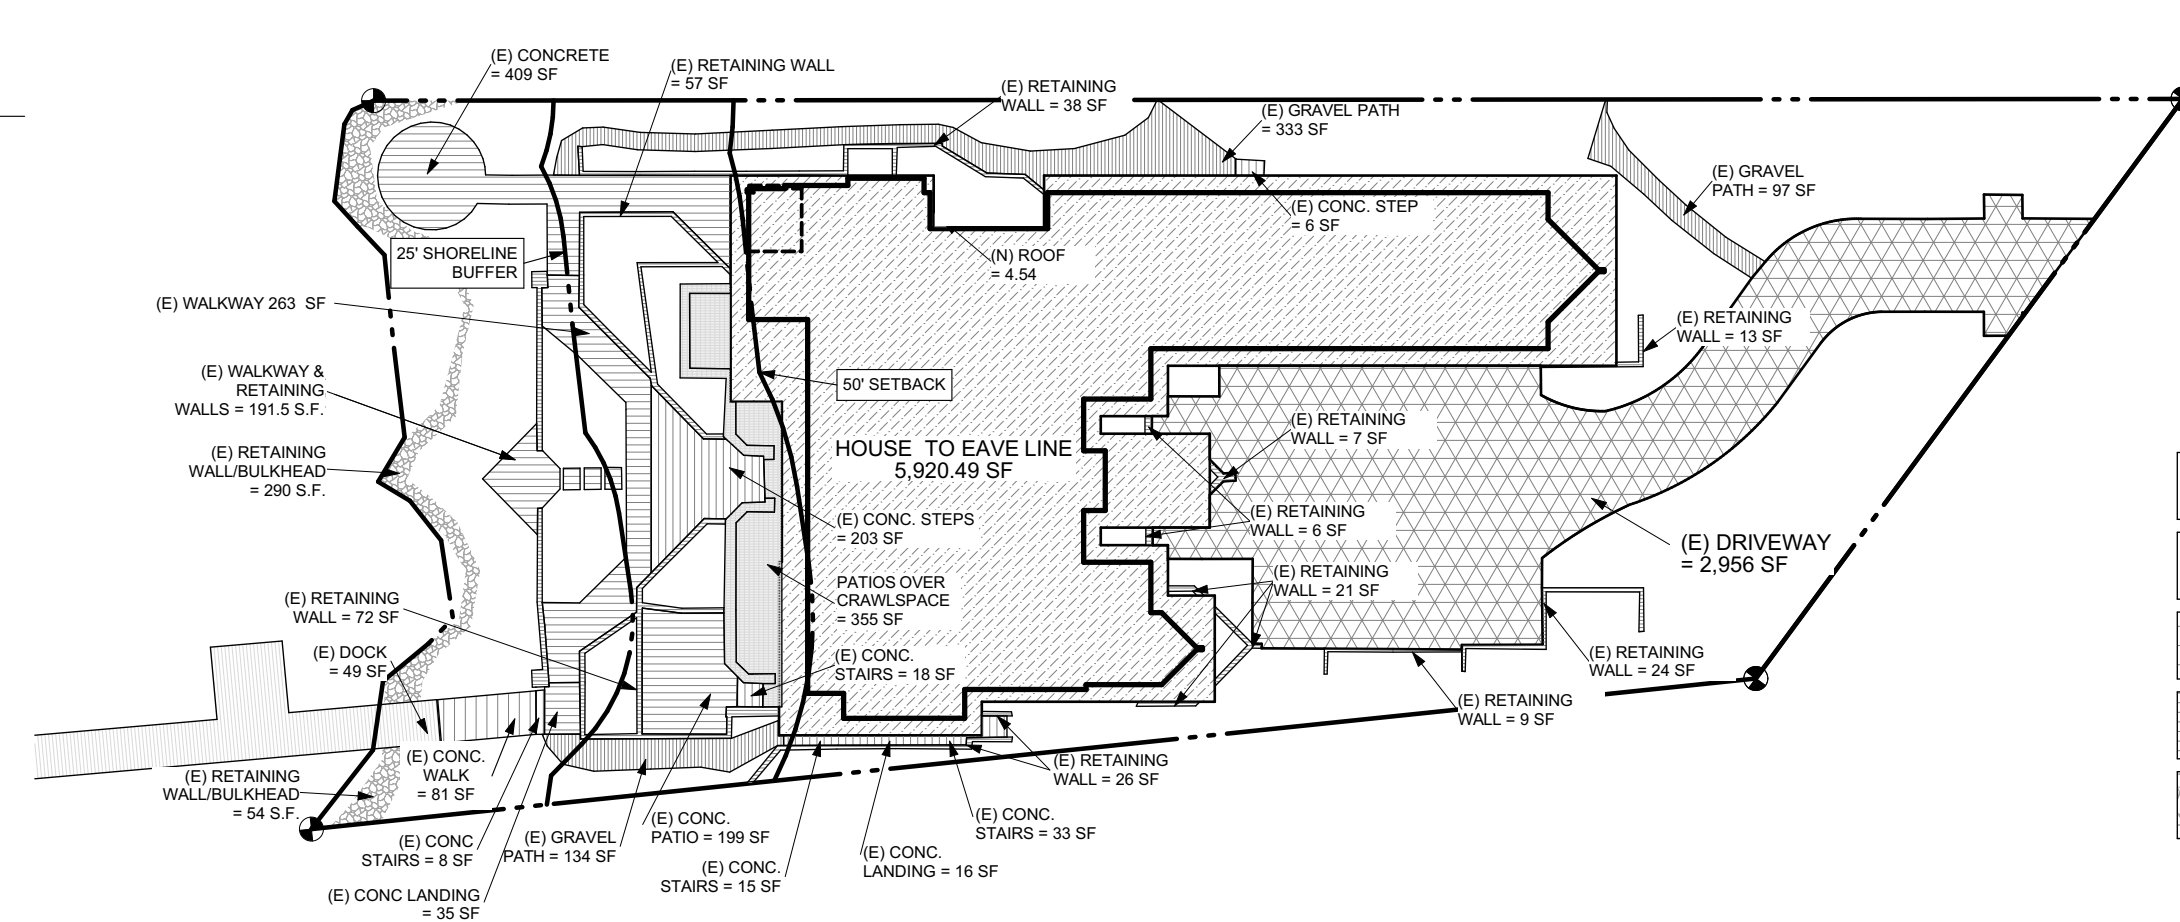 (E) CONCRETE
= 409 SF
(E) RETAINING WALL
= 57 SF
(E) RETAINING
WALL = 38 SF
(E) GRAVEL PATH
= 333 SF
(E) GRAVEL
PATH = 97 SF
(E) CONC. STEP
= 6 SF
(N) ROOF
= 4.54
25' SHORELINE
BUFFER
(E) WALKWAY 263 SF
(E) RETAINING
WALL = 13 SF
(E) WALKWAY &
RETAINING
WALLS = 191.5 S.F.
50' SETBACK
(E) RETAINING
WALL = 7 SF
HOUSE TO EAVE LINE
5,920.49 SF
(E) RETAINING
WALL/BULKHEAD
= 290 S.F.
(E) CONC. STEPS
= 203 SF
(E) RETAINING
WALL = 6 SF
(E) DRIVEWAY
= 2,956 SF
PATIOS OVER
CRAWLSPACE
= 355 SF
(E) RETAINING
WALL = 21 SF
(E) RETAINING
WALL = 72 SF
(E) DOCK
= 49 SF
(E) CONC.
STAIRS = 18 SF
(E) RETAINING
WALL = 24 SF
(E) RETAINING
WALL = 9 SF
(E) CONC.
WALK
= 81 SF
(E) RETAINING
WALL/BULKHEAD
= 54 S.F.
(E) RETAINING
WALL = 26 SF
(E) CONC.
STAIRS = 33 SF
(E) CONC.
PATIO = 199 SF
(E) GRAVEL
PATH = 134 SF
(E) CONC
STAIRS = 8 SF
(E) CONC.
LANDING = 16 SF
(E) CONC.
STAIRS = 15 SF
(E) CONC LANDING
= 35 SF